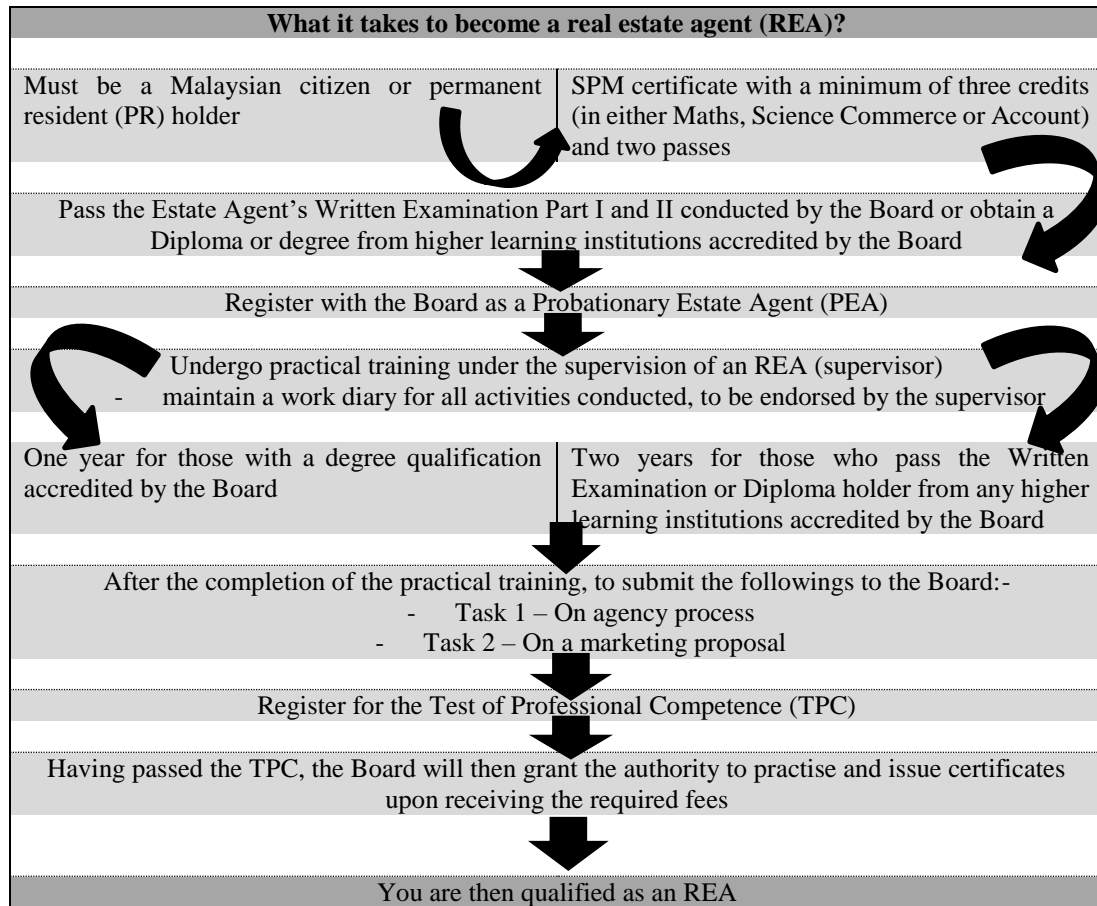 What it takes to become a real estate agent (REA)?
Must be a Malaysian citizen or permanent
resident (PR) holder
SPM certificate with a minimum of three credits
(in either Maths, Science Commerce or Account)
and two passes
Pass the Estate Agent's Written Examination Part I and II conducted by the Board or obtain a
Diploma or degree from higher learning institutions accredited by the Board
Register with the Board as a Probationary Estate Agent (PEA)
Undergo practical training under the supervision of an REA (supervisor)
- maintain a work diary for all activities conducted, to be endorsed by the supervisor
One year for those with a degree qualification
accredited by the Board
Two years for those who pass the Written
Examination or Diploma holder from any higher
learning institutions accredited by the Board
After the completion of the practical training, to submit the followings to the Board:-
- Task 1 – On agency process
- Task 2 – On a marketing proposal
Register for the Test of Professional Competence (TPC)
Having passed the TPC, the Board will then grant the authority to practise and issue certificates
upon receiving the required fees
You are then qualified as an REA